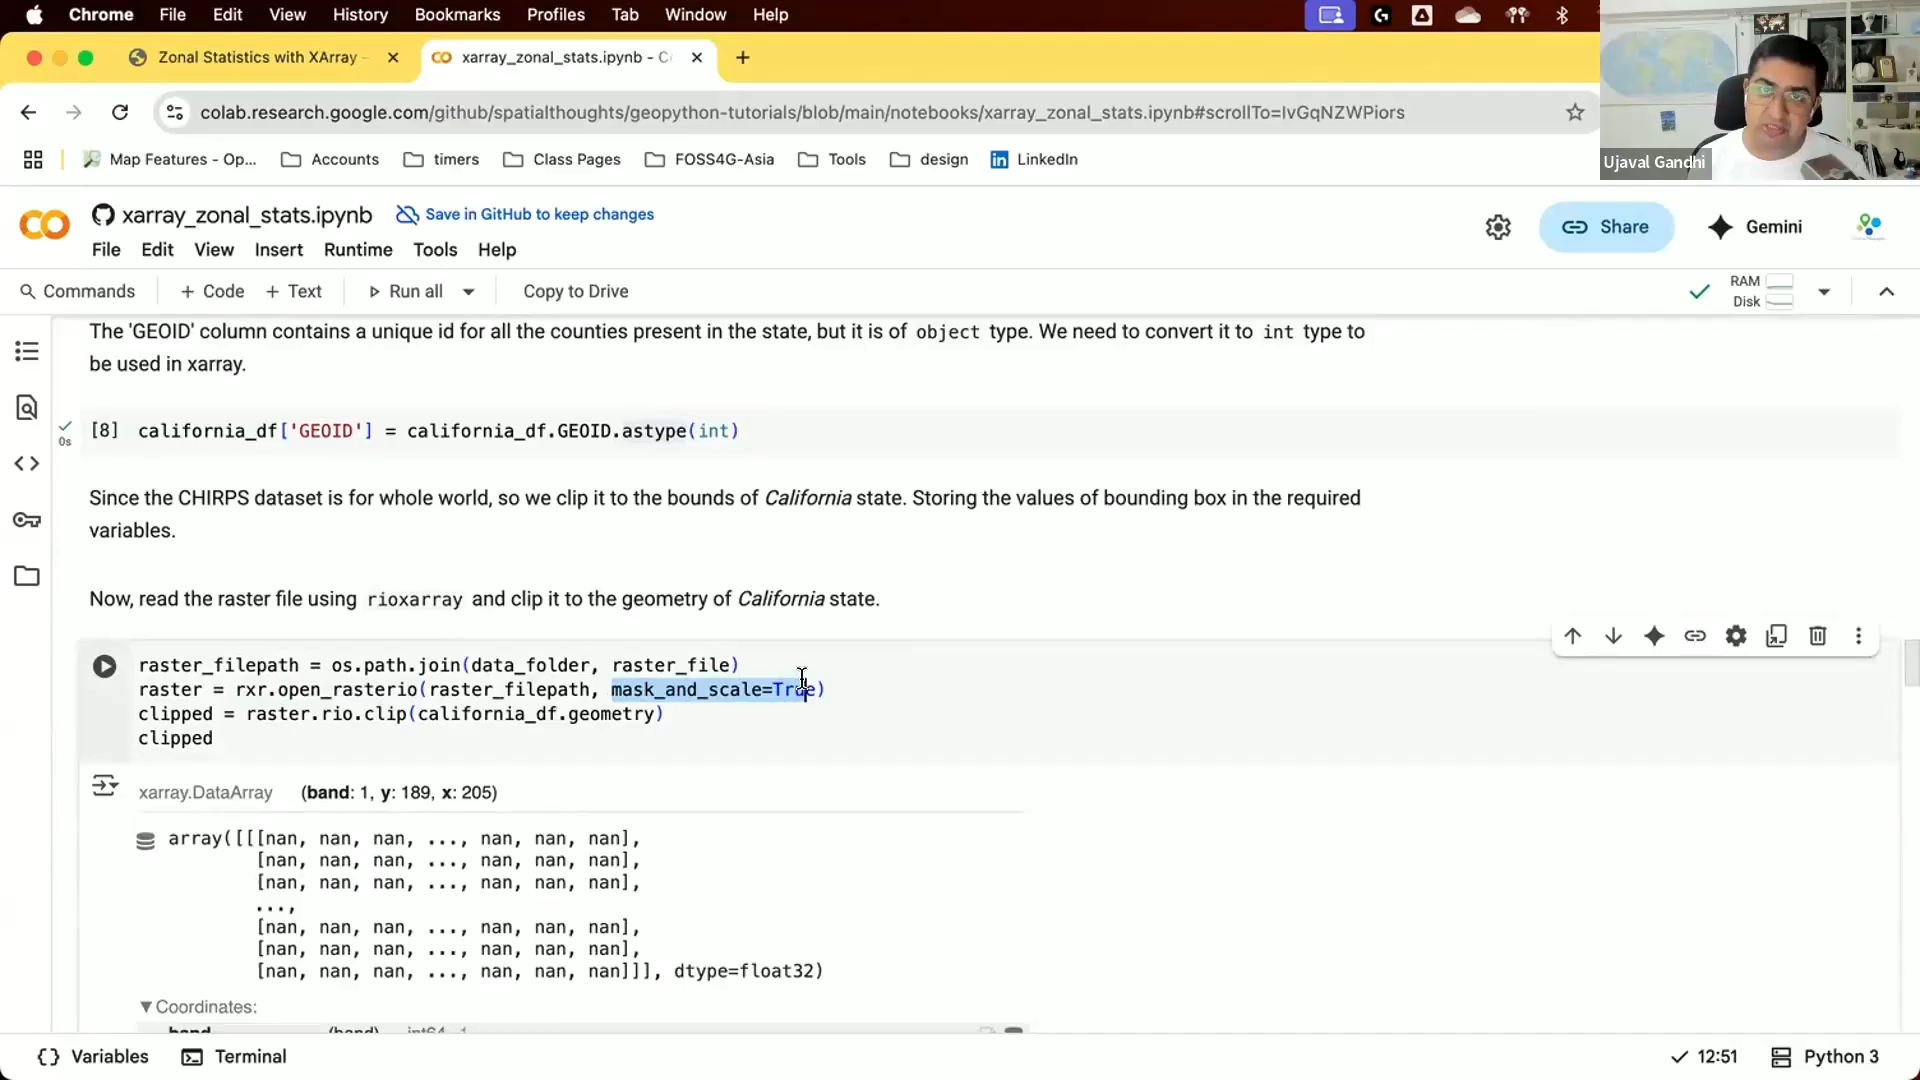 Chrome File Edit View History Bookmarks Profiles Tab Window Help
Zonal Statistics with XArray -
xarray_zonal_stats.ipynb - C
colab.research.google.com/github/spatialthoughts/geopython-tutorials/blob/main/notebooks/xarray_zonal_stats.ipynb#scrollTo=IvGqNZWPiors
Ujaval Gandhi
Map Features - Op... Accounts timers Class Pages FOSS4G-Asia Tools design LinkedIn
xarray_zonal_stats.ipynb Save in GitHub to keep changes
File Edit View Insert Runtime Tools Help
Share Gemini
Commands + Code + Text Run all Copy to Drive
RAM
Disk
The 'GEOID' column contains a unique id for all the counties present in the state, but it is of object type. We need to convert it to int type to
be used in xarray.
[8] california_df['GEOID'] = california_df.GEOID.astype(int)
0s
Since the CHIRPS dataset is for whole world, so we clip it to the bounds of California state. Storing the values of bounding box in the required
variables.
Now, read the raster file using rioxarray and clip it to the geometry of California state.
raster_filepath = os.path.join(data_folder, raster_file)
raster = rxr.open_rasterio(raster_filepath, mask_and_scale=True)
clipped = raster.rio.clip(california_df.geometry)
clipped
xarray.DataArray (band: 1, y: 189, x: 205)
array([[[nan, nan, nan, ..., nan, nan, nan],
[nan, nan, nan, ..., nan, nan, nan],
[nan, nan, nan, ..., nan, nan, nan],
...,
[nan, nan, nan, ..., nan, nan, nan],
[nan, nan, nan, ..., nan, nan, nan],
[nan, nan, nan, ..., nan, nan, nan]]], dtype=float32)
▼ Coordinates:
band (band) int64 1
{} Variables Terminal
12:51 Python 3